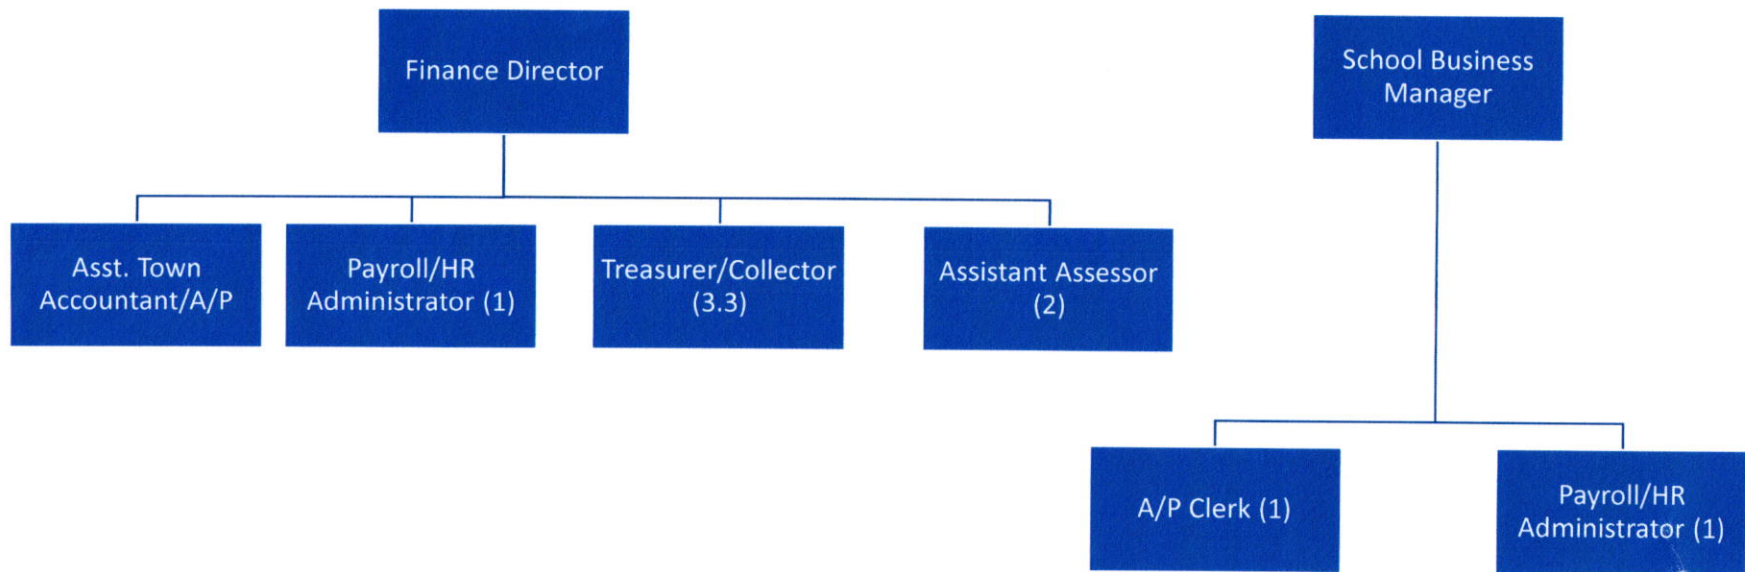 Finance Director
School Business
Manager
Asst. Town
Accountant/A/P
Payroll/HR
Administrator (1)
Treasurer/Collector
(3.3)
Assistant Assessor
(2)
A/P Clerk (1)
Payroll/HR
Administrator (1)